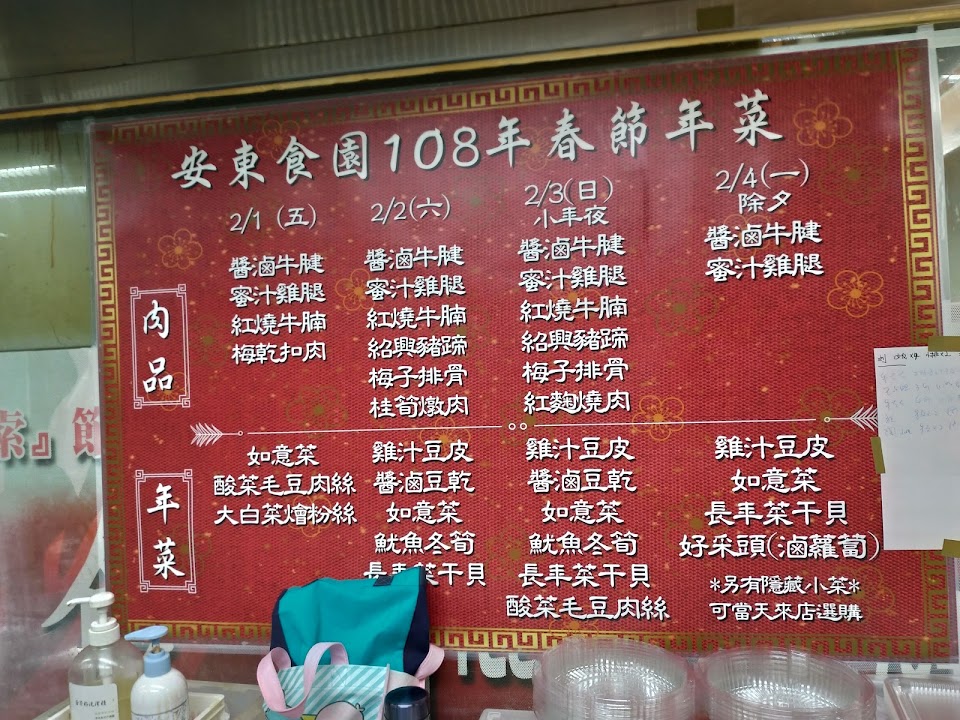 安東食園108年春節年菜
2/1 (五)
醬滷牛腱
蜜汁雞腿
紅燒牛腩
梅乾扣肉
2/2(六)
醬滷牛腱
蜜汁雞腿
紅燒牛腩
紹興豬蹄
梅子排骨
桂筍燉肉
2/3(日)
小年夜
醬滷牛腱
蜜汁雞腿
紅燒牛腩
紹興豬蹄
梅子排骨
紅麴燒肉
2/4(一)
除夕
醬滷牛腱
蜜汁雞腿
肉品
年菜
如意菜
酸菜毛豆肉絲
大白菜燴粉絲
雞汁豆皮
醬滷豆乾
如意菜
魷魚冬筍
長年菜干貝
雞汁豆皮
醬滷豆乾
如意菜
魷魚冬筍
長年菜干貝
酸菜毛豆肉絲
雞汁豆皮
如意菜
長年菜干貝
好采頭(滷蘿蔔)
*另有隱藏小菜*
可當天來店選購